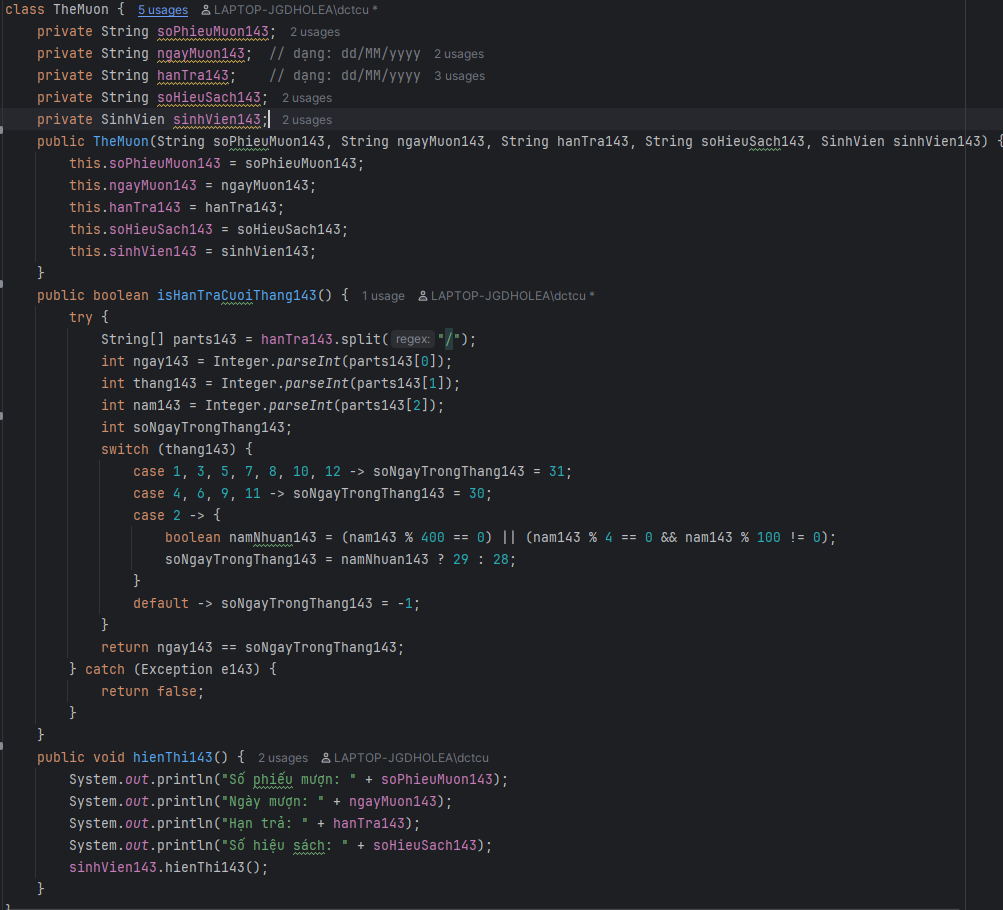 class TheMuon { 5 usages LAPTOP-JGDHOLEA\dctcu *
private String soPhieuMuon143; 2 usages
private String ngayMuon143; // dạng: dd/MM/yyyy 2 usages
private String hanTra143; // dạng: dd/MM/yyyy 3 usages
private String soHieuSach143; 2 usages
private SinhVien sinhVien143; 2 usages
public TheMuon(String soPhieuMuon143, String ngayMuon143, String hanTra143, String soHieuSach143, SinhVien sinhVien143) {
this.soPhieuMuon143 = soPhieuMuon143;
this.ngayMuon143 = ngayMuon143;
this.hanTra143 = hanTra143;
this.soHieuSach143 = soHieuSach143;
this.sinhVien143 = sinhVien143;
}
public boolean isHanTraCuoiThang143() { 1 usage LAPTOP-JGDHOLEA\dctcu *
try {
String[] parts143 = hanTra143.split( regex: "/");
int ngay143 = Integer.parseInt(parts143[0]);
int thang143 = Integer.parseInt(parts143[1]);
int nam143 = Integer.parseInt(parts143[2]);
int soNgayTrongThang143;
switch (thang143) {
case 1, 3, 5, 7, 8, 10, 12 -> soNgayTrongThang143 = 31;
case 4, 6, 9, 11 -> soNgayTrongThang143 = 30;
case 2 -> {
boolean namNhuan143 = (nam143 % 400 == 0) || (nam143 % 4 == 0 && nam143 % 100 != 0);
soNgayTrongThang143 = namNhuan143 ? 29 : 28;
}
default -> soNgayTrongThang143 = -1;
}
return ngay143 == soNgayTrongThang143;
} catch (Exception e143) {
return false;
}
}
public void hienThi143() { 2 usages LAPTOP-JGDHOLEA\dctcu
System.out.println("Số phiếu mượn: " + soPhieuMuon143);
System.out.println("Ngày mượn: " + ngayMuon143);
System.out.println("Hạn trả: " + hanTra143);
System.out.println("Số hiệu sách: " + soHieuSach143);
sinhVien143.hienThi143();
}
}